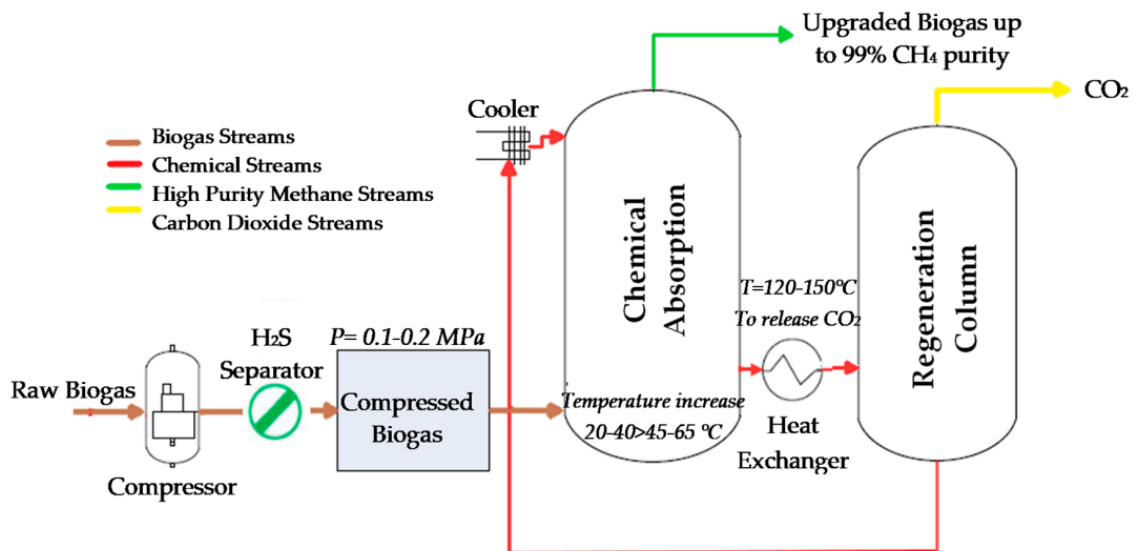 Upgraded Biogas up
to 99% CH₄ purity
CO₂
Cooler
Biogas Streams
Chemical Streams
High Purity Methane Streams
Carbon Dioxide Streams
Chemical
Absorption
Regeneration
Column
T=120-150°C
To release CO₂
H₂S
Separator
P= 0.1-0.2 MPa
Raw Biogas
Compressed
Biogas
Temperature increase
20-40>45-65 °C
Heat
Exchanger
Compressor